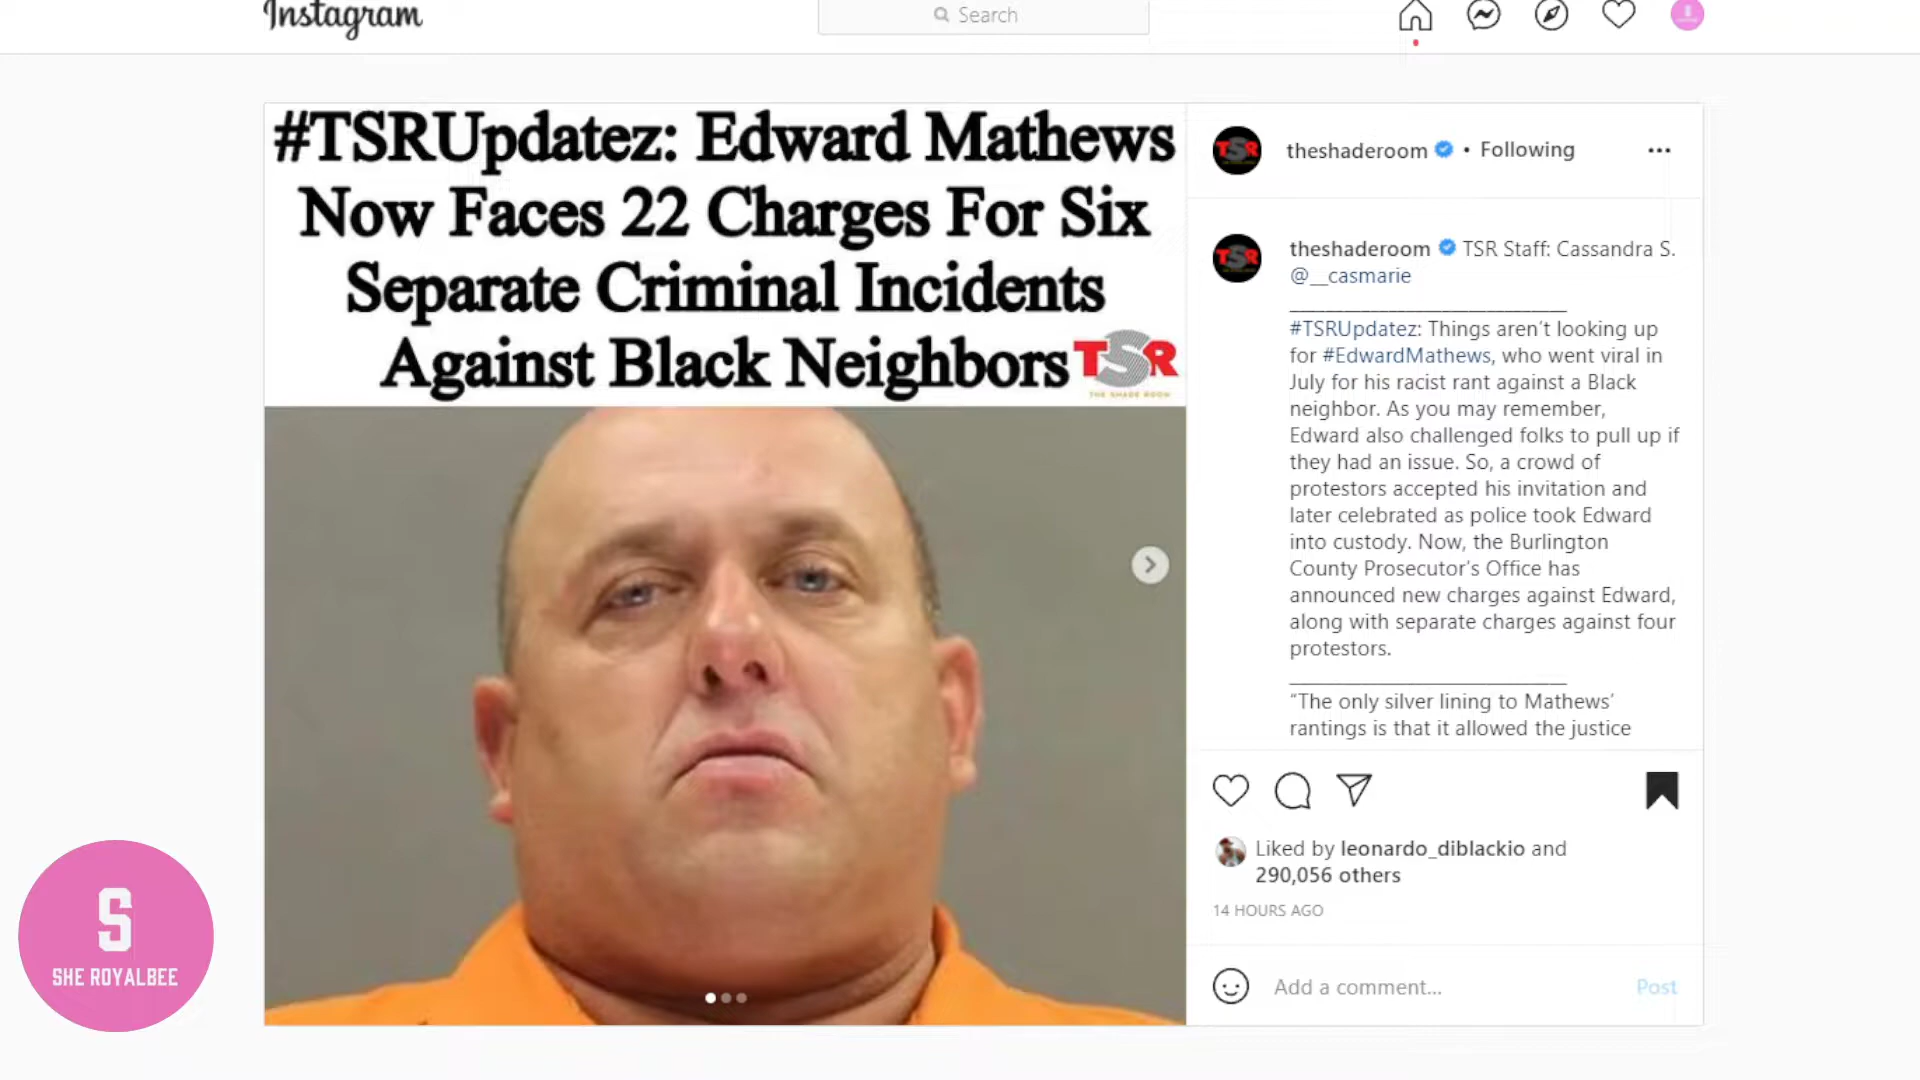 Instagram
Search
#TSRUpdatez: Edward Mathews
Now Faces 22 Charges For Six
Separate Criminal Incidents
Against Black Neighbors
TSR
THE SHADE ROOM
TSR
theshaderoom • Following
TSR
theshaderoom TSR Staff: Cassandra S.
@__casmarie
#TSRUpdatez: Things aren't looking up
for #EdwardMathews, who went viral in
July for his racist rant against a Black
neighbor. As you may remember,
Edward also challenged folks to pull up if
they had an issue. So, a crowd of
protestors accepted his invitation and
later celebrated as police took Edward
into custody. Now, the Burlington
County Prosecutor's Office has
announced new charges against Edward,
along with separate charges against four
protestors.
“The only silver lining to Mathews’
rantings is that it allowed the justice
Liked by leonardo_diblackio and
290,056 others
14 HOURS AGO
Add a comment... Post
S
SHE ROYALBEE